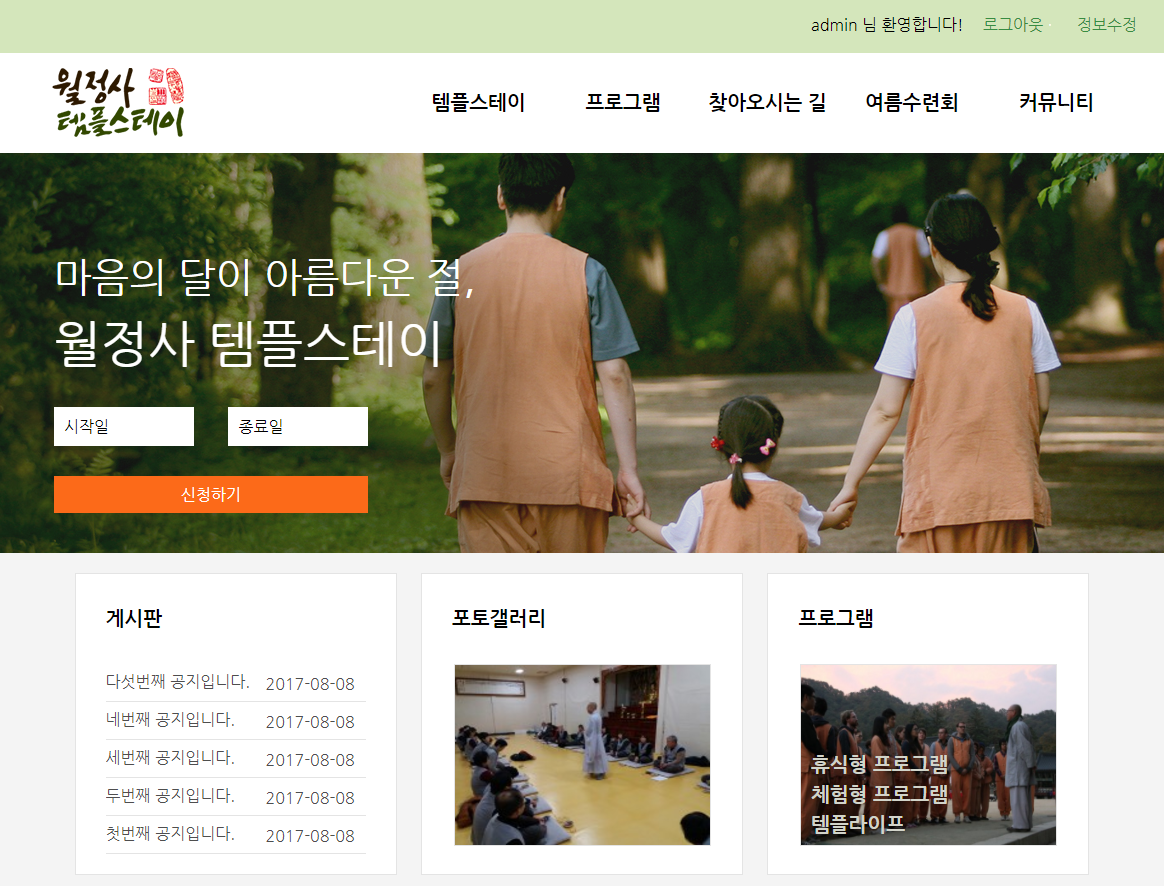 admin 님 환영합니다! 로그아웃 · 정보수정
월정사
템플스테이
템플스테이 프로그램 찾아오시는 길 여름수련회 커뮤니티
마음의 달이 아름다운 절,
월정사 템플스테이
시작일 종료일
신청하기
게시판
다섯번째 공지입니다. 2017-08-08
네번째 공지입니다. 2017-08-08
세번째 공지입니다. 2017-08-08
두번째 공지입니다. 2017-08-08
첫번째 공지입니다. 2017-08-08
포토갤러리
프로그램
휴식형 프로그램
체험형 프로그램
템플라이프